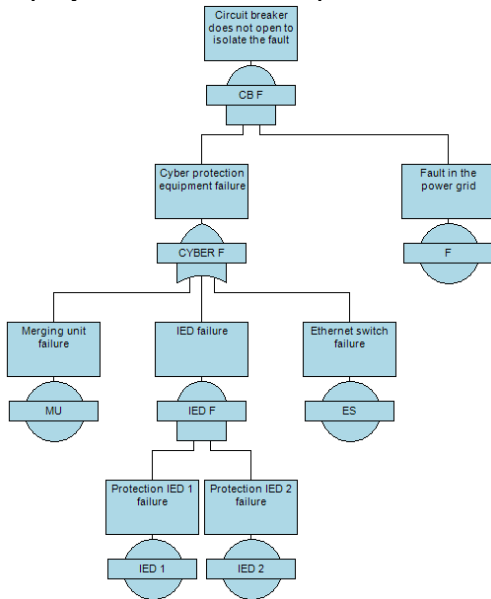 Circuit breaker
does not open to
isolate the fault
CB F
Cyber protection
equipment failure
Fault in the
power grid
CYBER F
F
Merging unit
failure
IED failure
Ethernet switch
failure
MU
IED F
ES
Protection IED 1
failure
Protection IED 2
failure
IED 1
IED 2